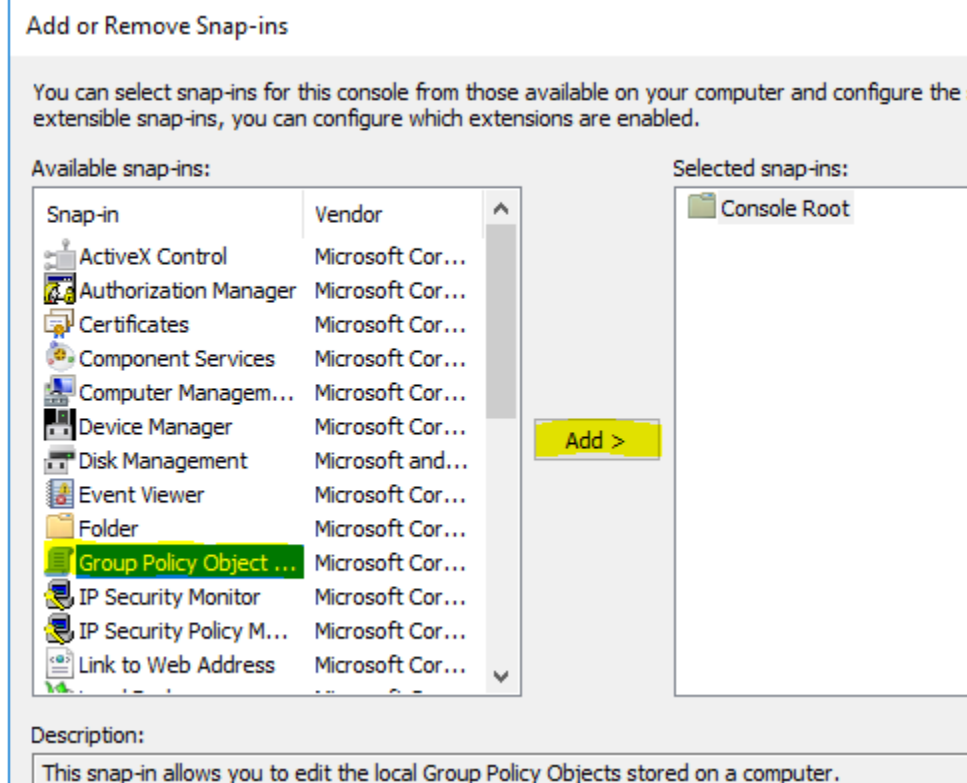 Add or Remove Snap-ins
You can select snap-ins for this console from those available on your computer and configure the
extensible snap-ins, you can configure which extensions are enabled.
Available snap-ins:
Selected snap-ins:
Snap-in Vendor
Console Root
ActiveX Control Microsoft Cor...
Authorization Manager Microsoft Cor...
Certificates Microsoft Cor...
Component Services Microsoft Cor...
Computer Managem... Microsoft Cor...
Device Manager Microsoft Cor...
Add >
Disk Management Microsoft and...
Event Viewer Microsoft Cor...
Folder Microsoft Cor...
Group Policy Object ... Microsoft Cor...
IP Security Monitor Microsoft Cor...
IP Security Policy M... Microsoft Cor...
Link to Web Address Microsoft Cor...
Description:
This snap-in allows you to edit the local Group Policy Objects stored on a computer.